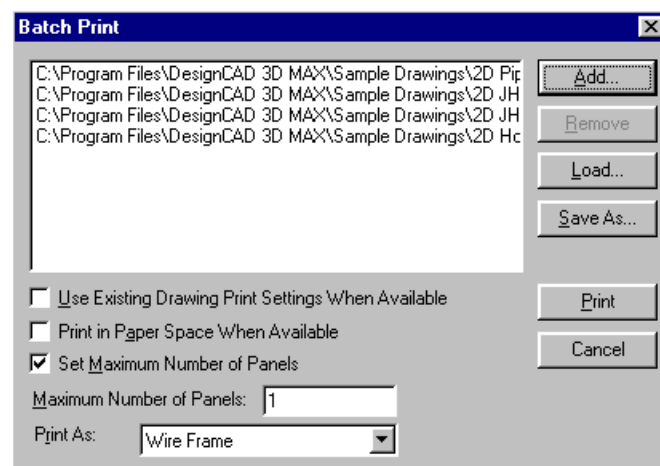 Batch Print
C:\Program Files\DesignCAD 3D MAX\Sample Drawings\2D Pip
C:\Program Files\DesignCAD 3D MAX\Sample Drawings\2D JH
C:\Program Files\DesignCAD 3D MAX\Sample Drawings\2D JH
C:\Program Files\DesignCAD 3D MAX\Sample Drawings\2D Ho
Add...
Remove
Load...
Save As...
Use Existing Drawing Print Settings When Available
Print
Print in Paper Space When Available
Set Maximum Number of Panels
Cancel
Maximum Number of Panels: 1
Print As: Wire Frame